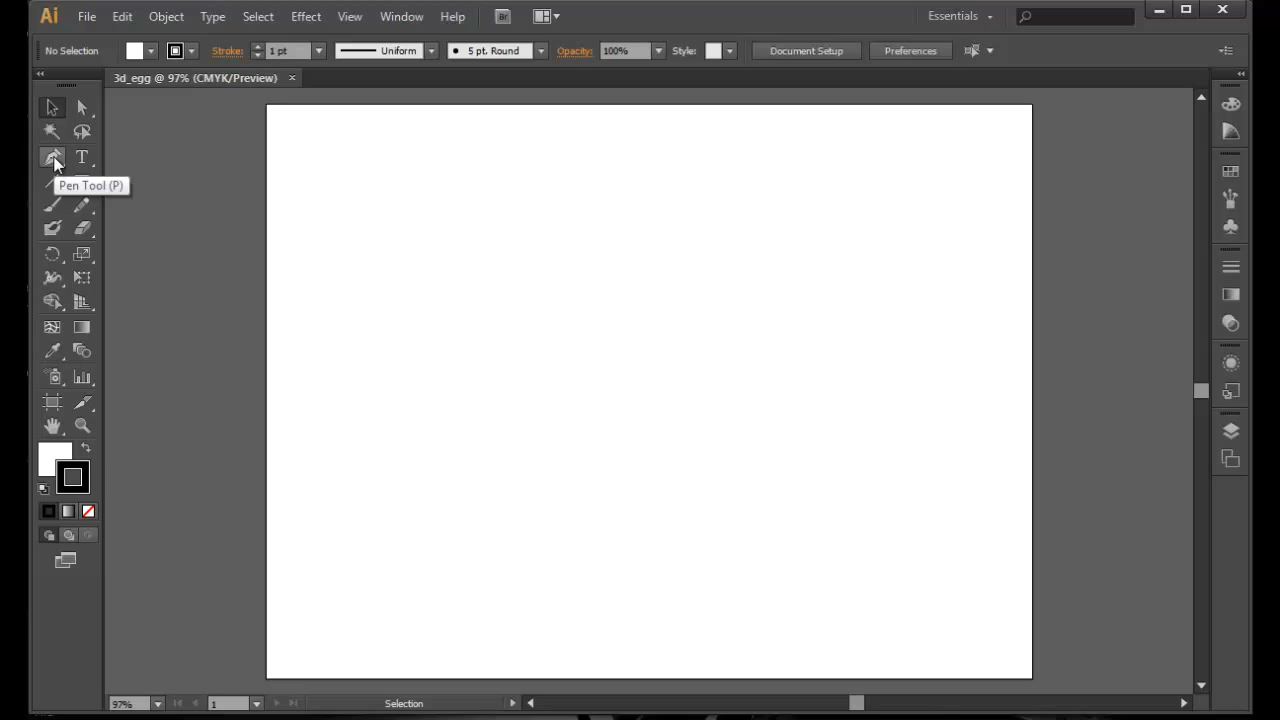 Ai File Edit Object Type Select Effect View Window Help Br Essentials
No Selection Stroke: 1 pt Uniform 5 pt. Round Opacity: 100% Style: Document Setup Preferences
3d_egg @ 97% (CMYK/Preview) ×
T
Pen Tool (P)
97% 1 Selection